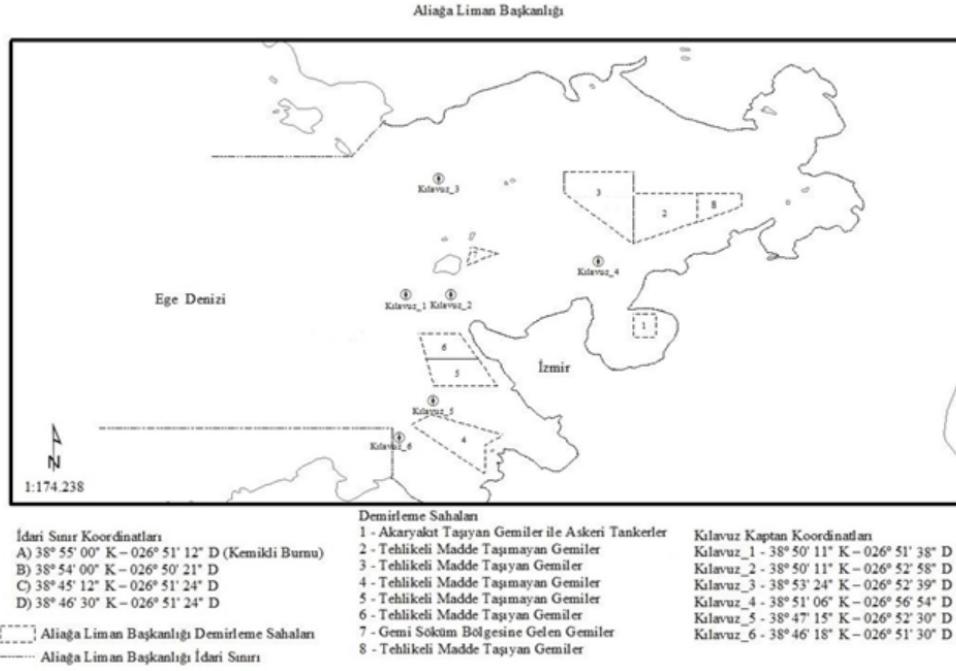 Aliağa Liman Başkanlığı
Kılavuz_3
3
2
8
7
Kılavuz_4
Ege Denizi
Kılavuz_1
Kılavuz_2
1
6
İzmir
5
Kılavuz_5
Kılavuz_6
4
N
1:174.238
İdari Sınır Koordinatları
A) 38° 55' 00" K – 026° 51' 12" D (Kemikli Burnu)
B) 38° 54' 00" K – 026° 50' 21" D
C) 38° 45' 12" K – 026° 51' 24" D
D) 38° 46' 30" K – 026° 51' 24" D
Aliağa Liman Başkanlığı Demirleme Sahaları
Aliağa Liman Başkanlığı İdari Sınırı
Demirleme Sahaları
1 - Akaryakıt Taşıyan Gemiler ile Askeri Tankerler
2 - Tehlikeli Madde Taşımayan Gemiler
3 - Tehlikeli Madde Taşıyan Gemiler
4 - Tehlikeli Madde Taşımayan Gemiler
5 - Tehlikeli Madde Taşımayan Gemiler
6 - Tehlikeli Madde Taşıyan Gemiler
7 - Gemi Söküm Bölgesine Gelen Gemiler
8 - Tehlikeli Madde Taşıyan Gemiler
Kılavuz Kaptan Koordinatları
Kılavuz_1 - 38° 50' 11" K – 026° 51' 38" D
Kılavuz_2 - 38° 50' 11" K – 026° 52' 58" D
Kılavuz_3 - 38° 53' 24" K – 026° 52' 39" D
Kılavuz_4 - 38° 51' 06" K – 026° 56' 54" D
Kılavuz_5 - 38° 47' 15" K – 026° 52' 30" D
Kılavuz_6 - 38° 46' 18" K – 026° 51' 30" D